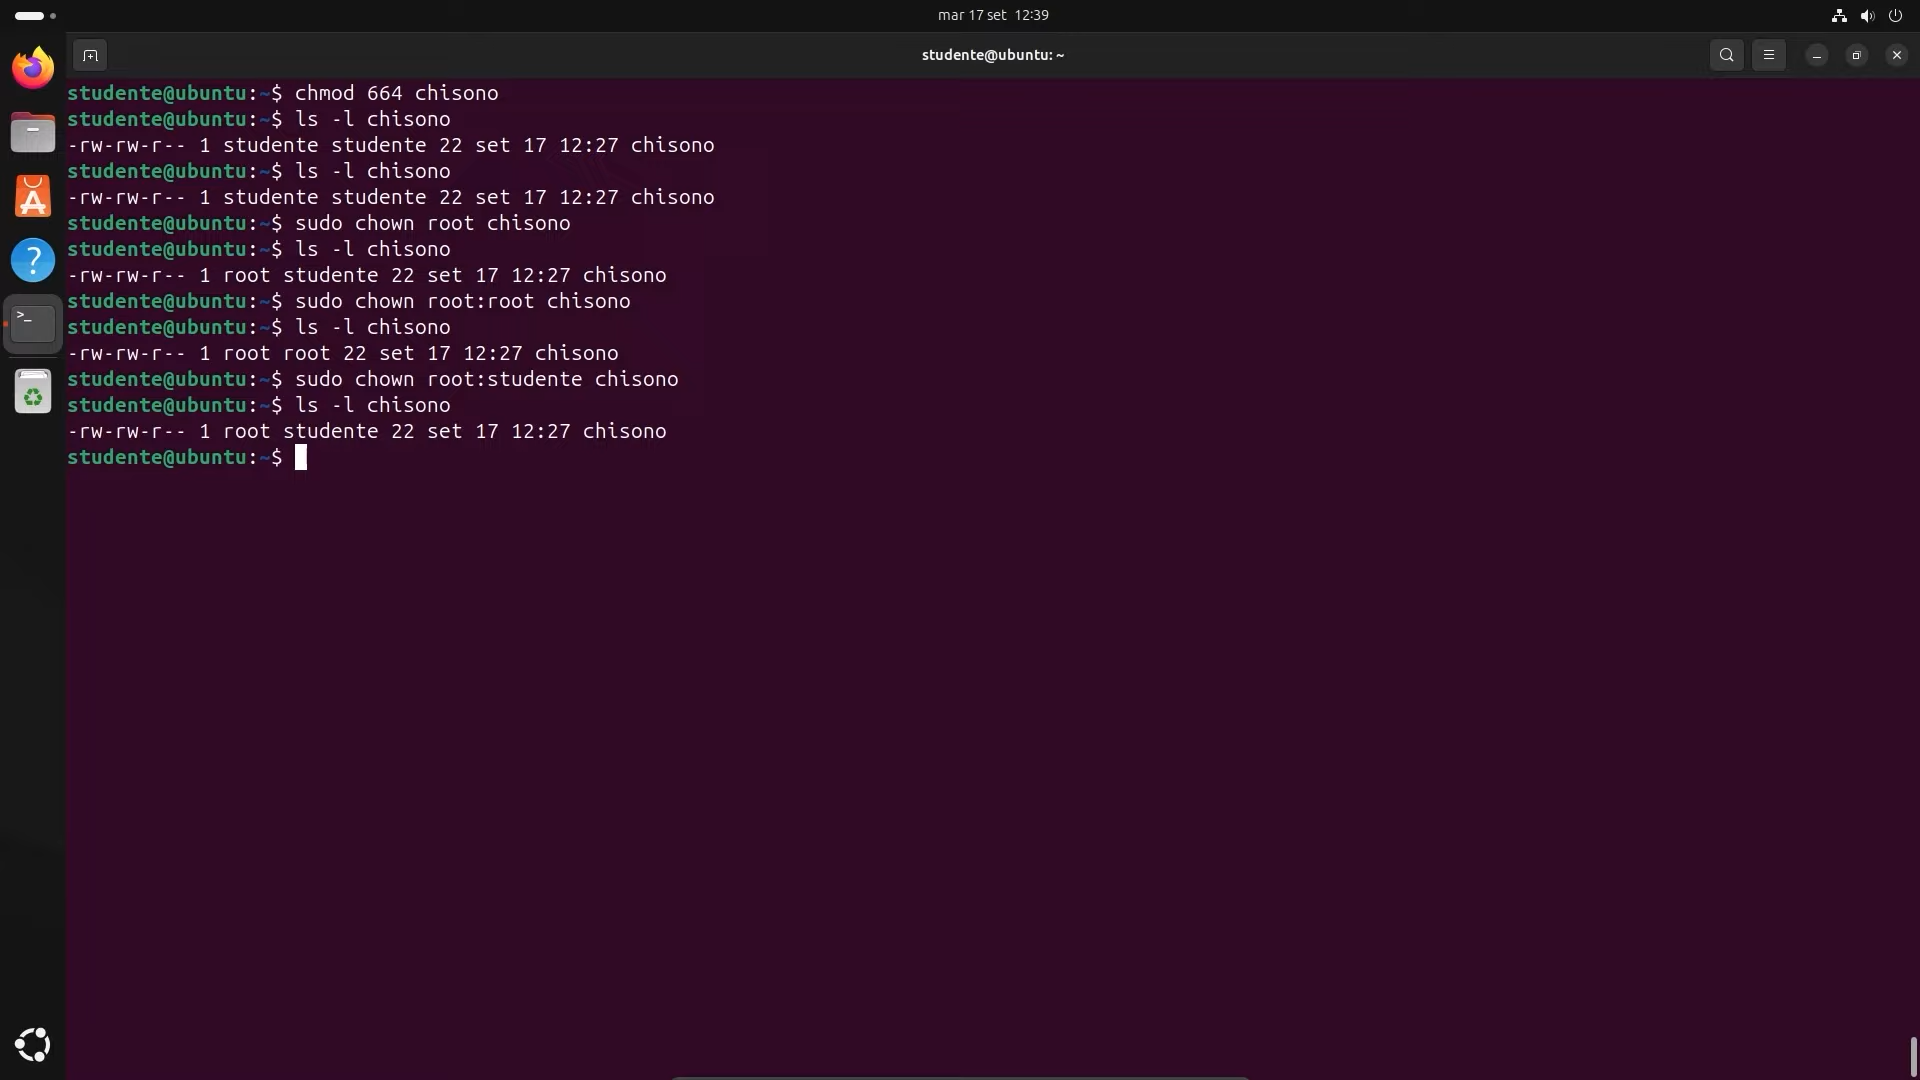 mar 17 set 12:39
studente@ubuntu: ~
studente@ubuntu:~$ chmod 664 chisono
studente@ubuntu:~$ ls -l chisono
-rw-rw-r-- 1 studente studente 22 set 17 12:27 chisono
studente@ubuntu:~$ ls -l chisono
-rw-rw-r-- 1 studente studente 22 set 17 12:27 chisono
studente@ubuntu:~$ sudo chown root chisono
studente@ubuntu:~$ ls -l chisono
-rw-rw-r-- 1 root studente 22 set 17 12:27 chisono
studente@ubuntu:~$ sudo chown root:root chisono
studente@ubuntu:~$ ls -l chisono
-rw-rw-r-- 1 root root 22 set 17 12:27 chisono
studente@ubuntu:~$ sudo chown root:studente chisono
studente@ubuntu:~$ ls -l chisono
-rw-rw-r-- 1 root studente 22 set 17 12:27 chisono
studente@ubuntu:~$